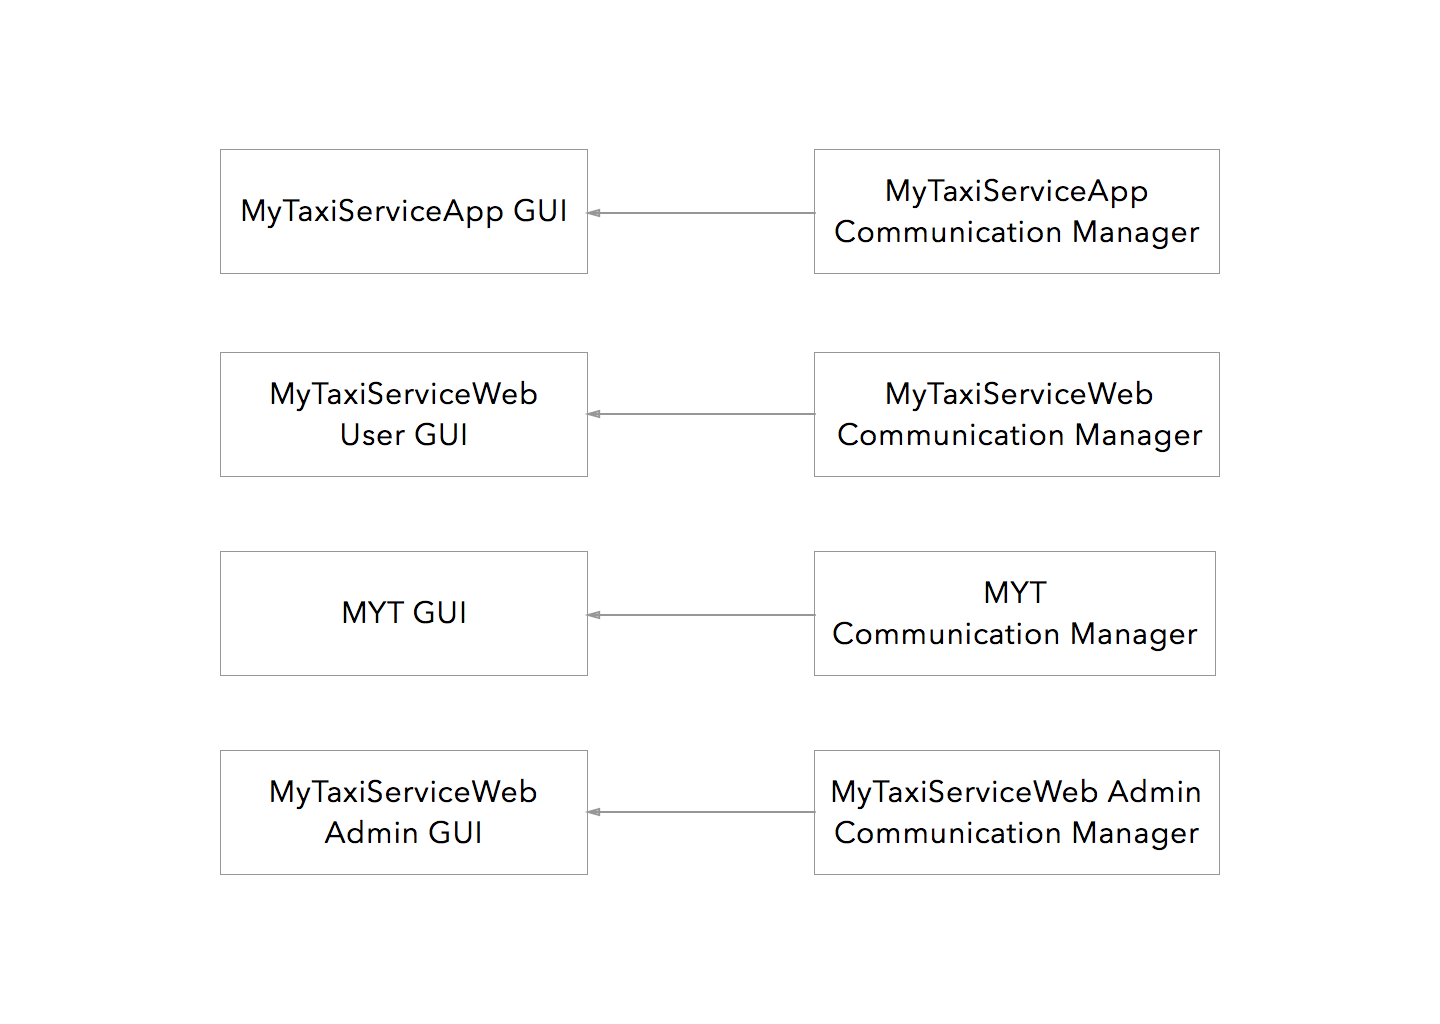 MyTaxiServiceApp GUI
MyTaxiServiceApp
Communication Manager
MyTaxiServiceWeb
User GUI
MyTaxiServiceWeb
Communication Manager
MYT GUI
MYT
Communication Manager
MyTaxiServiceWeb
Admin GUI
MyTaxiServiceWeb Admin
Communication Manager